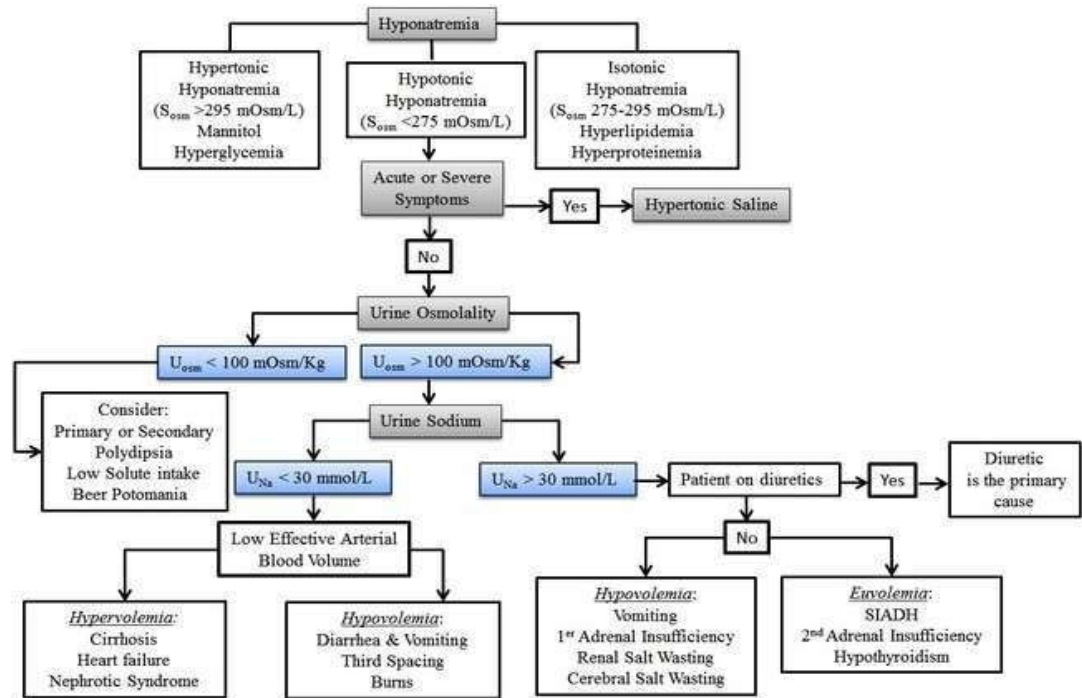 Hyponatremia
Hypertonic
Hyponatremia
(Sosm >295 mOsm/L)
Mannitol
Hyperglycemia
Hypotonic
Hyponatremia
(Sosm <275 mOsm/L)
Isotonic
Hyponatremia
(Sosm 275-295 mOsm/L)
Hyperlipidemia
Hyperproteinemia
Acute or Severe
Symptoms
Yes
Hypertonic Saline
No
Urine Osmolality
Uosm < 100 mOsm/Kg
Uosm > 100 mOsm/Kg
Consider:
Primary or Secondary
Polydipsia
Low Solute intake
Beer Potomania
Urine Sodium
UNa < 30 mmol/L
UNa > 30 mmol/L
Patient on diuretics
Yes
Diuretic
is the primary
cause
Low Effective Arterial
Blood Volume
No
Hypervolemia:
Cirrhosis
Heart failure
Nephrotic Syndrome
Hypovolemia:
Diarrhea & Vomiting
Third Spacing
Burns
Hypovolemia:
Vomiting
1er Adrenal Insufficiency
Renal Salt Wasting
Cerebral Salt Wasting
Euvolemia:
SIADH
2nd Adrenal Insufficiency
Hypothyroidism